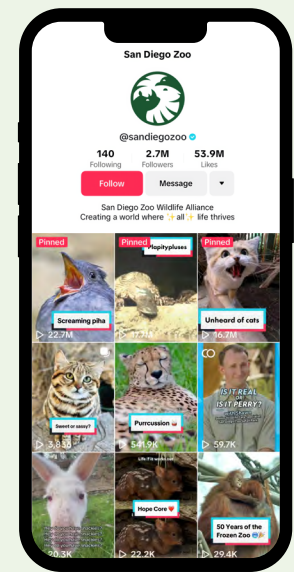 San Diego Zoo
@sandiegozoo
140
Following
2.7M
Followers
53.9M
Likes
Follow
Message
San Diego Zoo Wildlife Alliance
Creating a world where ✨all✨ life thrives
Pinned
Screaming piha
22.7M
Pinned
Plapitypluses
Pinned
Unheard of cats
16.7M
Sweet or sassy?
3,836
Purrcussion 🥁
541.9K
IS IT REAL
OR
IS IT PERRY?
59.7K
20.3K
Hope Core ❤️
22.2K
50 Years of the
Frozen Zoo 🥶🎉
29.4K